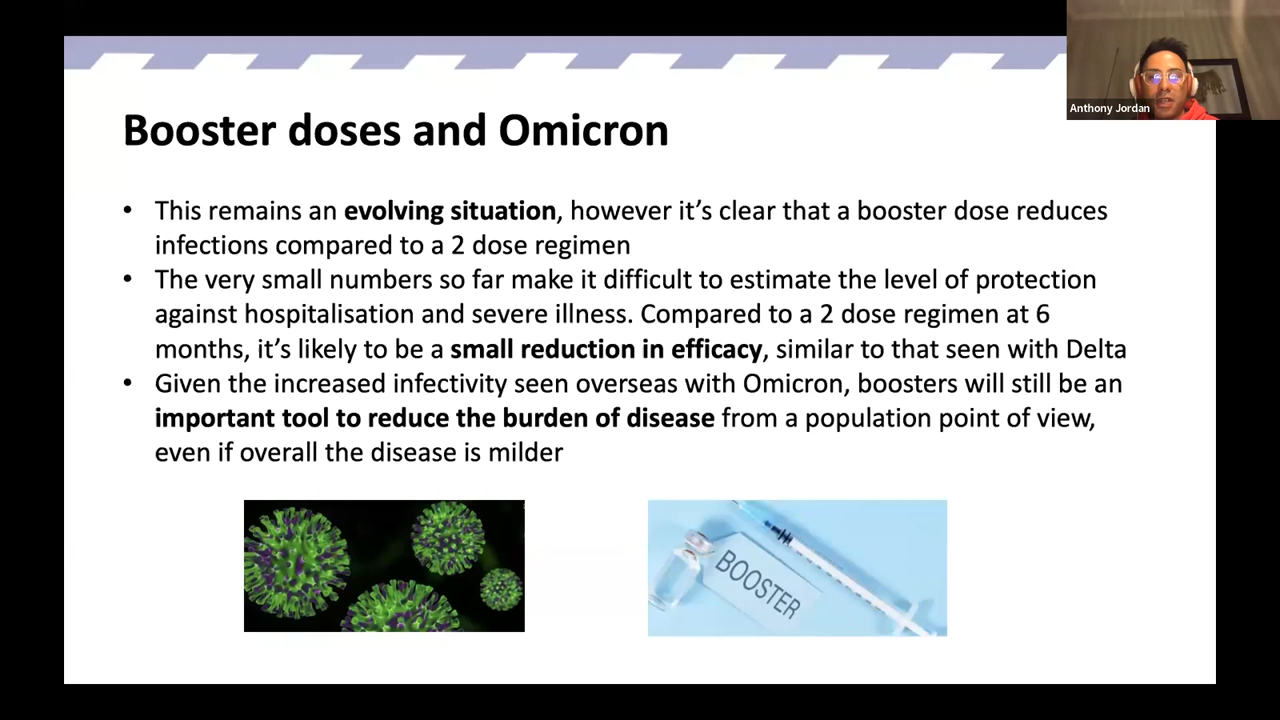 Anthony Jordan
Booster doses and Omicron
• This remains an evolving situation, however it’s clear that a booster dose reduces
infections compared to a 2 dose regimen
• The very small numbers so far make it difficult to estimate the level of protection
against hospitalisation and severe illness. Compared to a 2 dose regimen at 6
months, it’s likely to be a small reduction in efficacy, similar to that seen with Delta
• Given the increased infectivity seen overseas with Omicron, boosters will still be an
important tool to reduce the burden of disease from a population point of view,
even if overall the disease is milder
BOOSTER